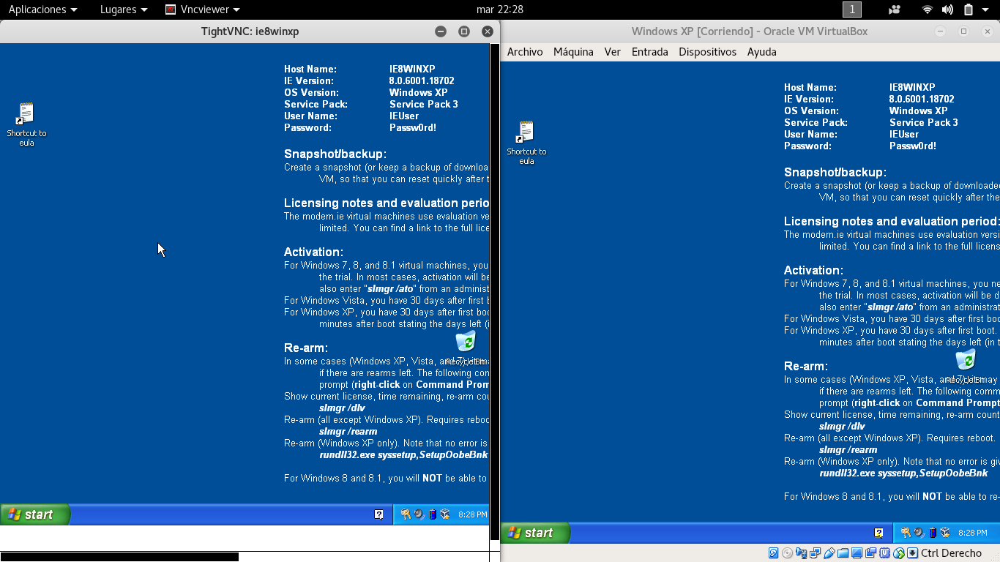 Aplicaciones Lugares Vncviewer mar 22:28 1
TightVNC: ie8winxp
Host Name: IE8WINXP
IE Version: 8.0.6001.18702
OS Version: Windows XP
Service Pack: Service Pack 3
User Name: IEUser
Password: Passw0rd!
Shortcut to
eula
Snapshot/backup:
Create a snapshot (or keep a backup of downloa
VM, so that you can reset quickly after t
Licensing notes and evaluation perio
The modern.ie virtual machines use evaluation ve
limited. You can find a link to the full lice
Activation:
For Windows 7, 8, and 8.1 virtual machines, you
the trial. In most cases, activation will be
also enter "slmgr /ato" from an administ
For Windows Vista, you have 30 days after first b
For Windows XP, you have 30 days after first boo
minutes after boot stating the days left (i
Re-arm:
In some cases (Windows XP, Vista, and 7), it ma
Recycle Bin
if there are rearms left. The following con
prompt (right-click on Command Prom
Show current license, time remaining, re-arm cou
slmgr /dlv
Re-arm (all except Windows XP). Requires reboo
slmgr /rearm
Re-arm (Windows XP only). Note that no error is
rundll32.exe syssetup,SetupOobeBnk
For Windows 8 and 8.1, you will NOT be able to
start 8:28 PM
Windows XP [Corriendo] - Oracle VM VirtualBox
Archivo Máquina Ver Entrada Dispositivos Ayuda
Host Name: IE8WINXP
IE Version: 8.0.6001.18702
OS Version: Windows XP
Service Pack: Service Pack 3
User Name: IEUser
Password: Passw0rd!
Shortcut to
eula
Snapshot/backup:
Create a snapshot (or keep a backup of downloaded
VM, so that you can reset quickly after the
Licensing notes and evaluation period:
The modern.ie virtual machines use evaluation versi
limited. You can find a link to the full licens
Activation:
For Windows 7, 8, and 8.1 virtual machines, you ne
the trial. In most cases, activation will be d
also enter "slmgr /ato" from an administrat
For Windows Vista, you have 30 days after first boo
For Windows XP, you have 30 days after first boot.
minutes after boot stating the days left (in t
Re-arm:
In some cases (Windows XP, Vista, and 7), it may
Recycle Bin
if there are rearms left. The following comm
prompt (right-click on Command Prompt
Show current license, time remaining, re-arm count
slmgr /dlv
Re-arm (all except Windows XP). Requires reboot.
slmgr /rearm
Re-arm (Windows XP only). Note that no error is giv
rundll32.exe syssetup,SetupOobeBnk
For Windows 8 and 8.1, you will NOT be able to re-
start 8:28 PM
Ctrl Derecho